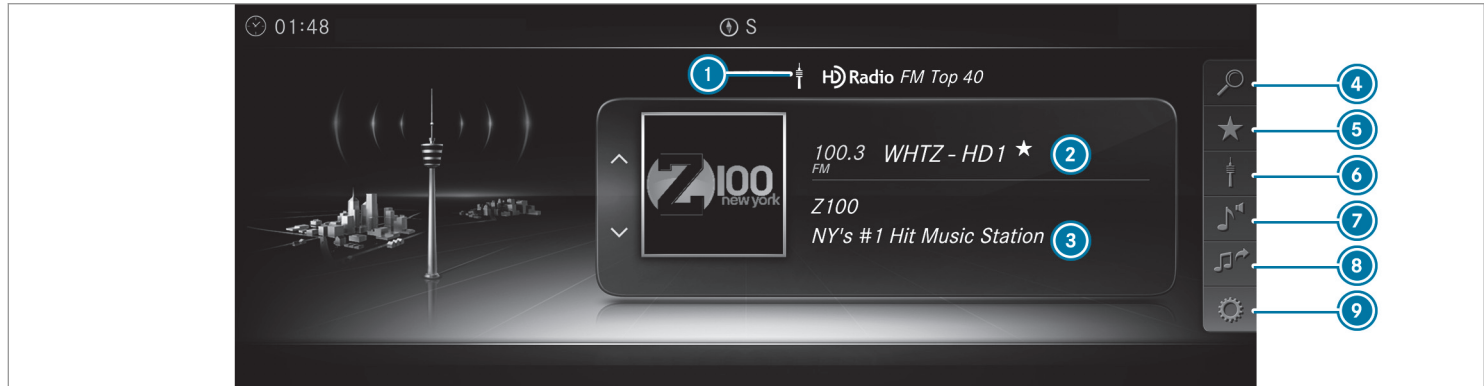 01:48
S
1
HD Radio FM Top 40
4
5
100.3 WHTZ - HD1 ★ 2
FM
6
Z100
new york
Z100
NY's #1 Hit Music Station 3
7
8
9